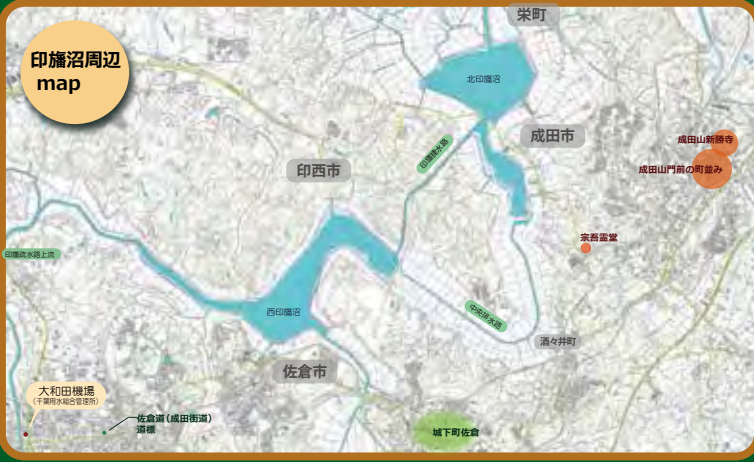 印旛沼周辺
map
栄町
北印旛沼
成田市
印旛捷水路
成田山新勝寺
成田山門前の町並み
印西市
宗吾霊堂
印旛疏水路上流
中央排水路
西印旛沼
酒々井町
佐倉市
大和田機場
(千葉用水総合管理所)
佐倉道(成田街道)
道標
城下町佐倉